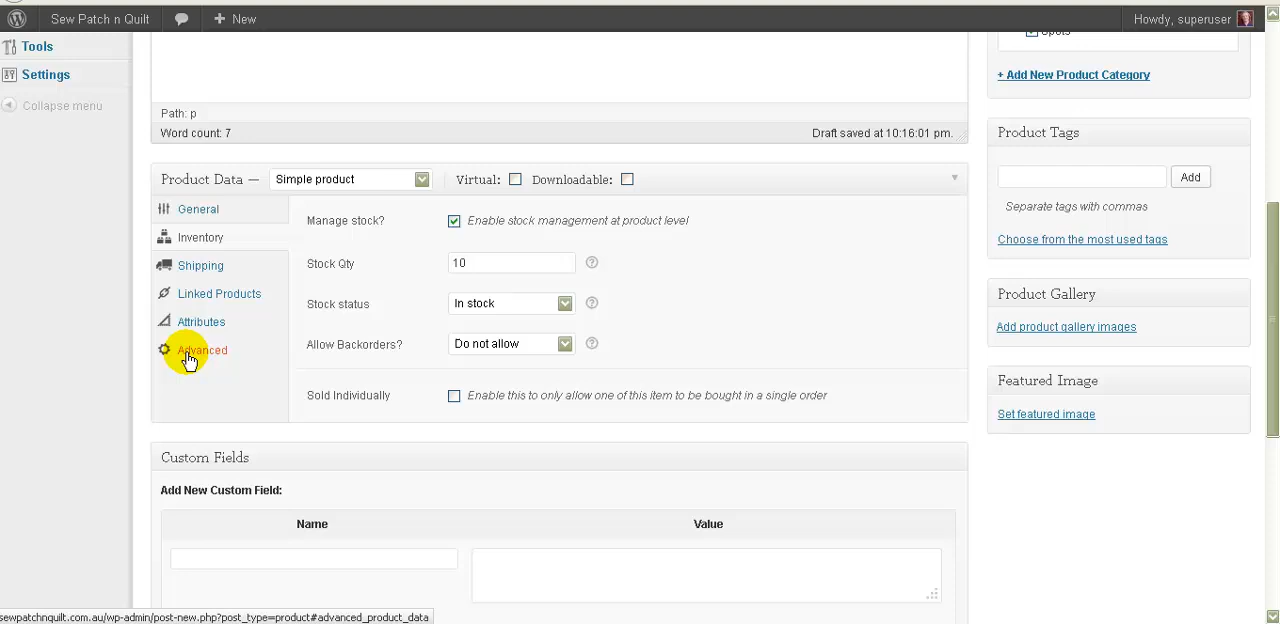 Sew Patch n Quilt
New
Howdy, superuser
Tools
Settings
Collapse menu
Path: p
Word count: 7
Draft saved at 10:16:01 pm.
Product Data —
Simple product
Virtual:
Downloadable:
General
Inventory
Shipping
Linked Products
Attributes
Advanced
Manage stock?
Enable stock management at product level
Stock Qty
10
Stock status
In stock
Allow Backorders?
Do not allow
Sold Individually
Enable this to only allow one of this item to be bought in a single order
Custom Fields
Add New Custom Field:
Name
Value
+ Add New Product Category
Product Tags
Add
Separate tags with commas
Choose from the most used tags
Product Gallery
Add product gallery images
Featured Image
Set featured image
sewpatchnquilt.com.au/wp-admin/post-new.php?post_type=product#advanced_product_data